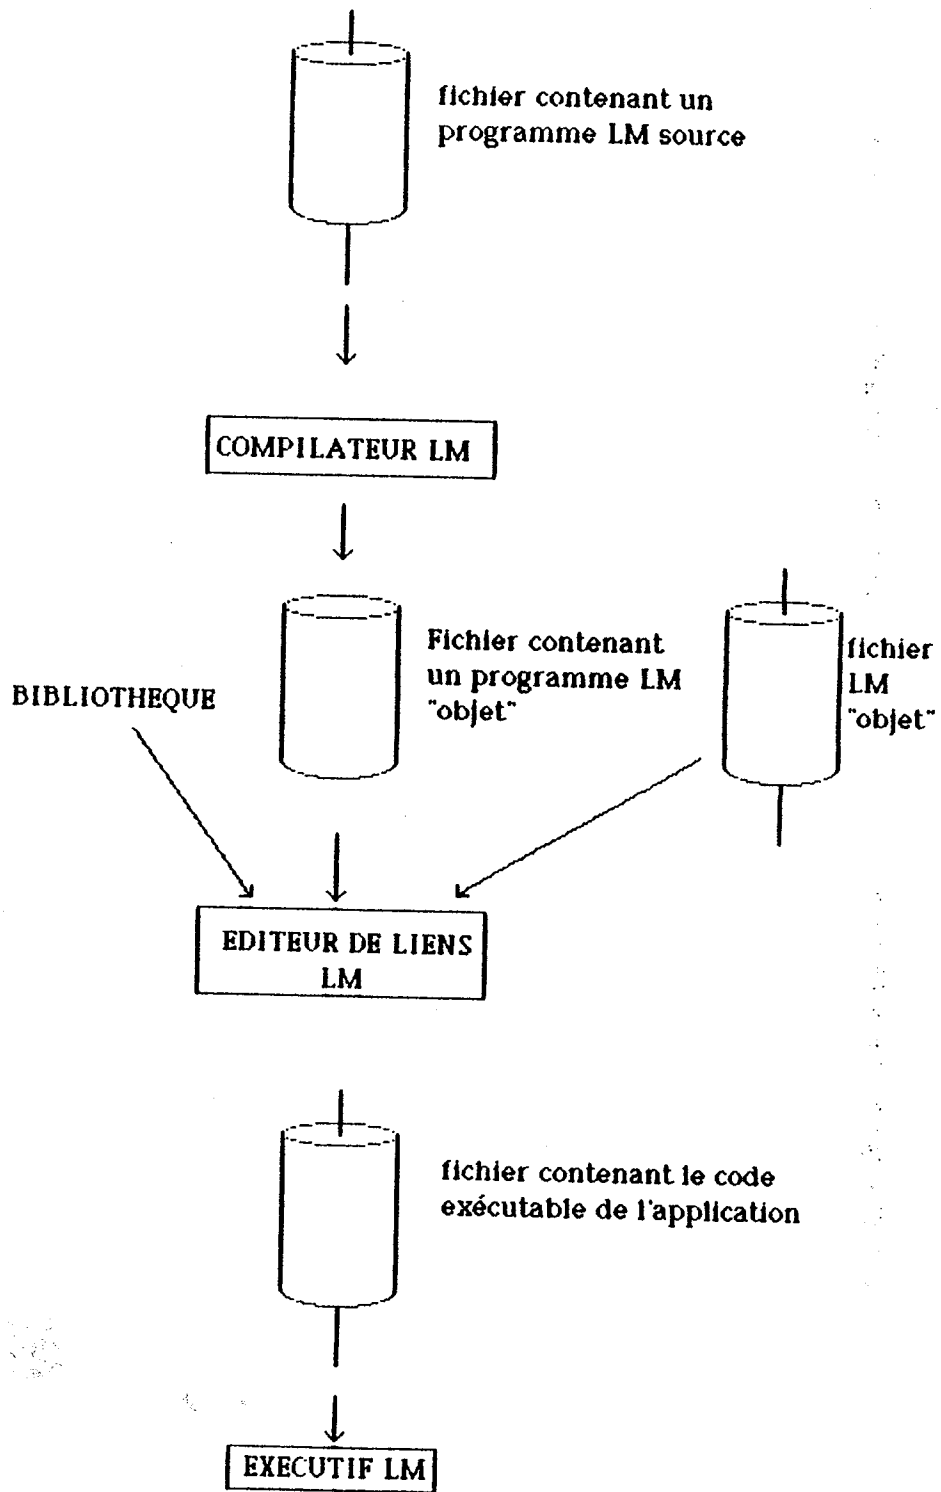 fichier contenant un
programme LM source
COMPILATEUR LM
Fichier contenant
un programme LM
"objet"
fichier
LM
"objet"
BIBLIOTHEQUE
EDITEUR DE LIENS
LM
fichier contenant le code
exécutable de l'application
EXECUTIF LM